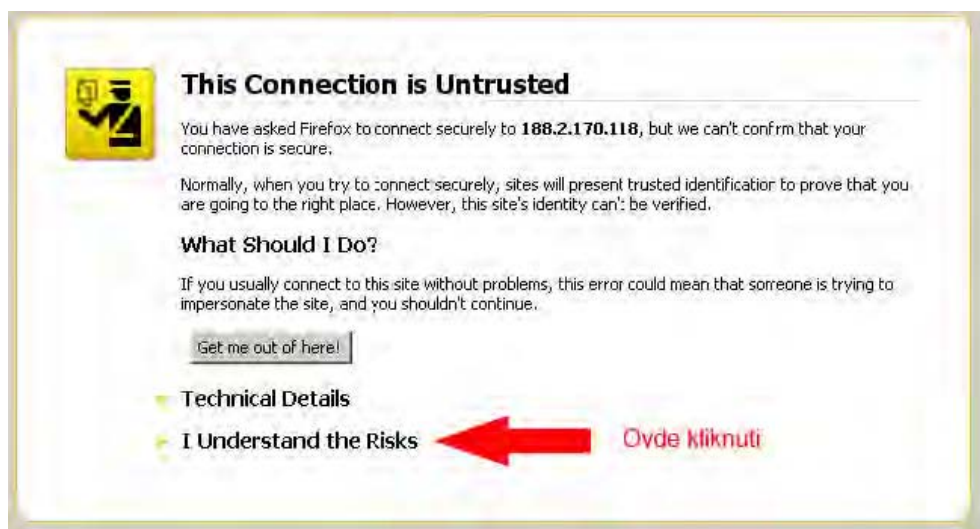 This Connection is Untrusted
You have asked Firefox to connect securely to 188.2.170.118, but we can't confirm that your
connection is secure.
Normally, when you try to connect securely, sites will present trusted identification to prove that you
are going to the right place. However, this site's identity can't be verified.
What Should I Do?
If you usually connect to this site without problems, this error could mean that someone is trying to
impersonate the site, and you shouldn't continue.
Get me out of here!
Technical Details
I Understand the Risks
Ovde kliknuti